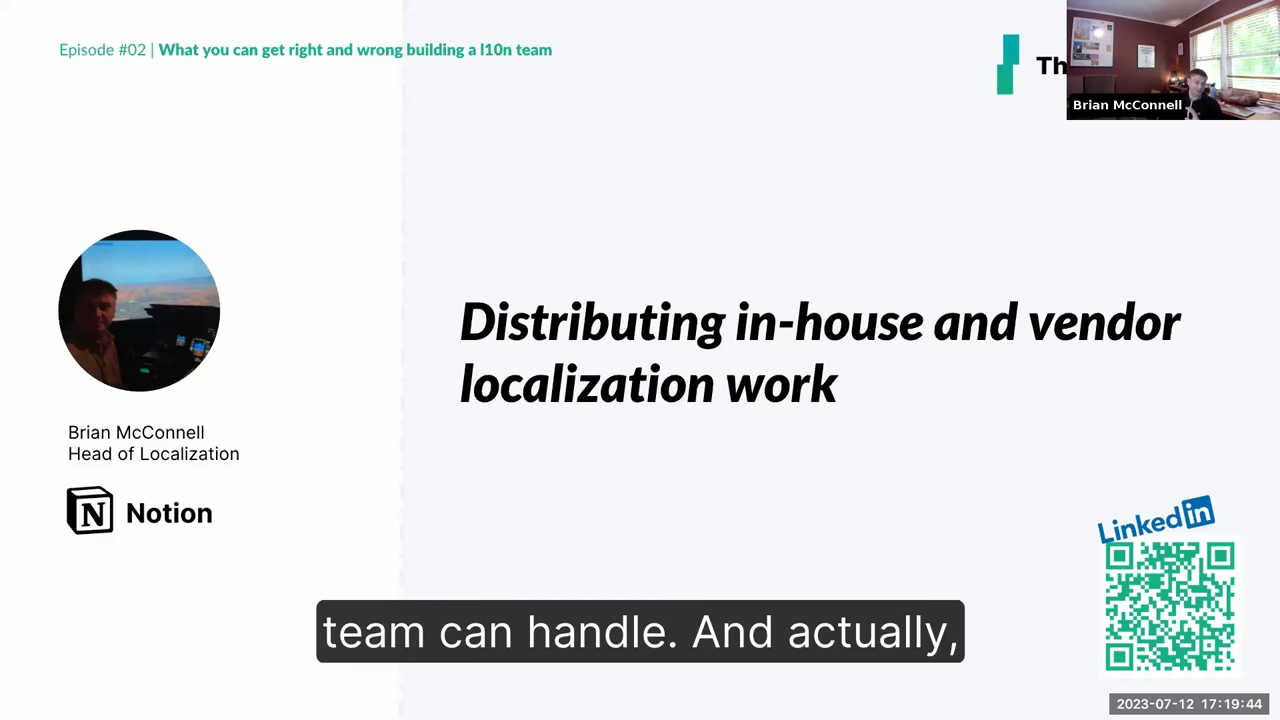 Episode #02 | What you can get right and wrong building a l10n team
Th
Brian McConnell
Distributing in-house and vendor
localization work
Brian McConnell
Head of Localization
N Notion
Linked in
team can handle. And actually,
2023-07-12 17:19:44